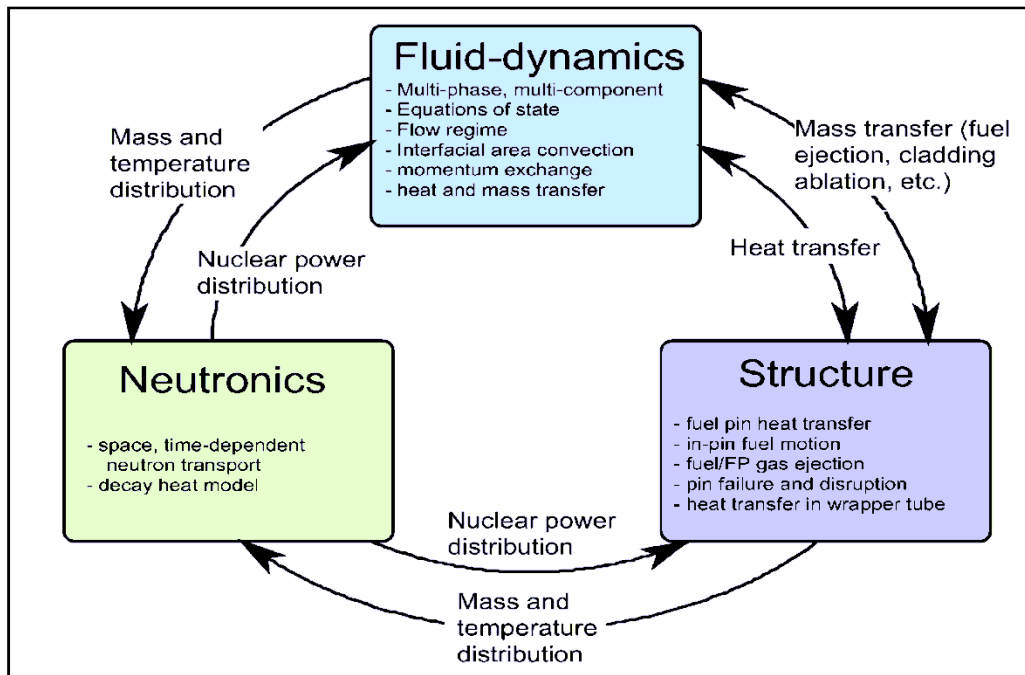 Fluid-dynamics
- Multi-phase, multi-component
- Equations of state
- Flow regime
- Interfacial area convection
- momentum exchange
- heat and mass transfer
Mass and
temperature
distribution
Nuclear power
distribution
Mass transfer (fuel
ejection, cladding
ablation, etc.)
Heat transfer
Neutronics
- space, time-dependent
neutron transport
- decay heat model
Structure
- fuel pin heat transfer
- in-pin fuel motion
- fuel/FP gas ejection
- pin failure and disruption
- heat transfer in wrapper tube
Nuclear power
distribution
Mass and
temperature
distribution